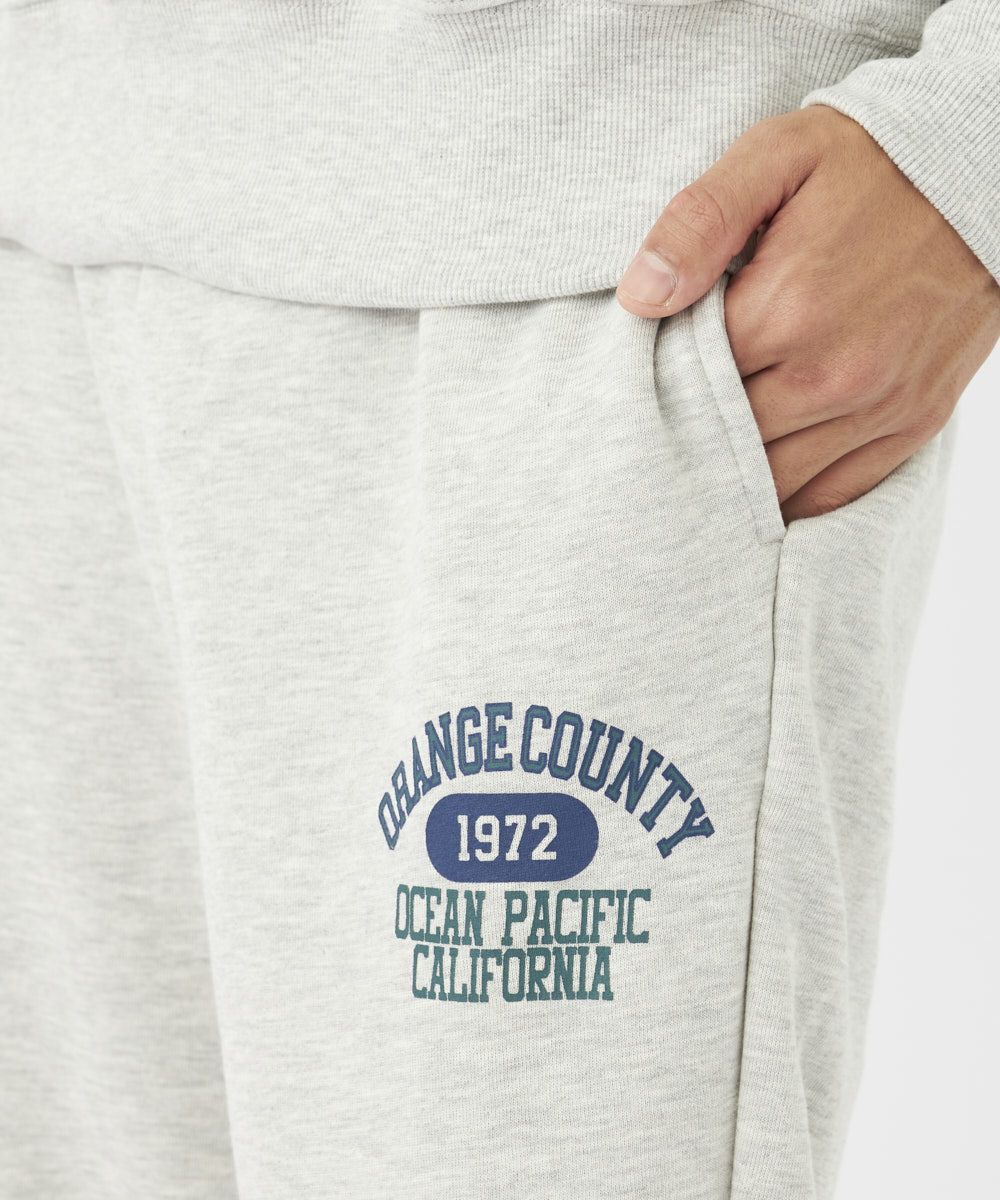 ORANGE COUNTY
1972
OCEAN PACIFIC
CALIFORNIA